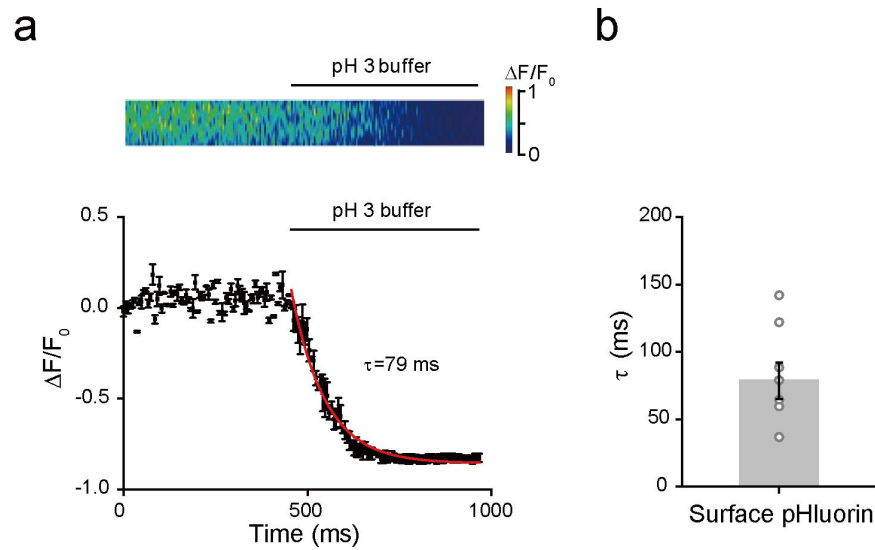 a
b
pH 3 buffer
ΔF/F0
1
0
pH 3 buffer
0.5
0.0
-0.5
-1.0
ΔF/F0
τ=79 ms
0
500
1000
Time (ms)
200
150
100
50
0
τ (ms)
Surface pHluorin